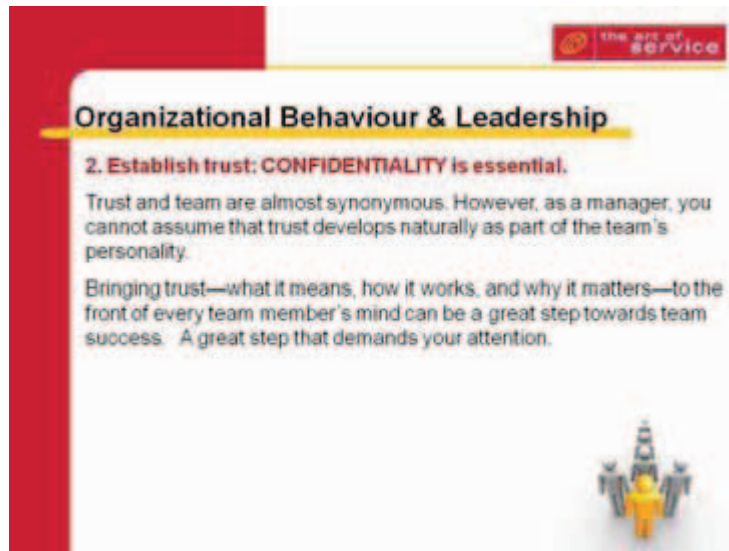 the art of
service
Organizational Behaviour & Leadership
2. Establish trust: CONFIDENTIALITY is essential.
Trust and team are almost synonymous. However, as a manager, you
cannot assume that trust develops naturally as part of the team's
personality.
Bringing trust—what it means, how it works, and why it matters—to the
front of every team member's mind can be a great step towards team
success. A great step that demands your attention.